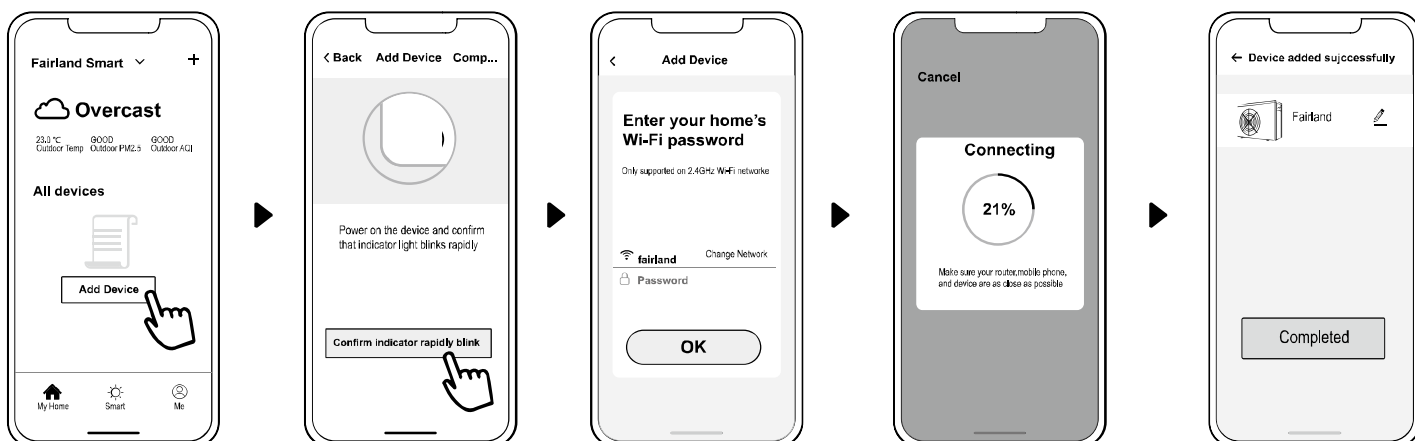 Fairland Smart
+
Overcast
23.0 °C GOOD GOOD
Outdoor Temp Outdoor PM2.5 Outdoor AQI
All devices
Add Device
My Home Smart Me
< Back Add Device Comp...
Power on the device and confirm
that indicator light blinks rapidly
Confirm indicator rapidly blink
< Add Device
Enter your home's
Wi-Fi password
Only supported on 2.4GHz Wi-Fi networke
fairland Change Network
Password
OK
Cancel
Connecting
21%
Make sure your router,mobile phone,
and device are as close as possible
← Device added sujccessfully
Fairland
Completed